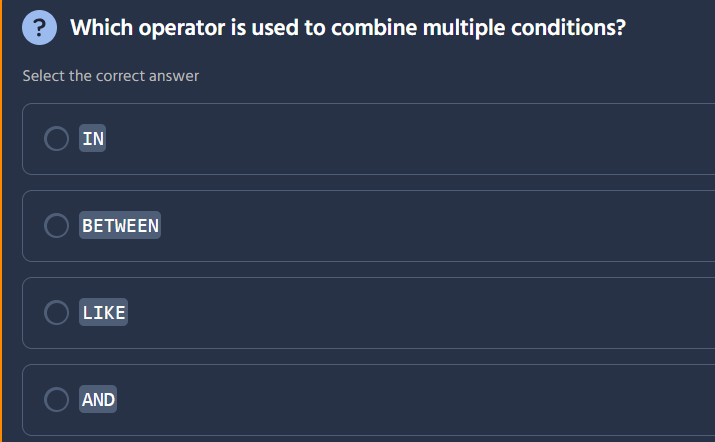 ? Which operator is used to combine multiple conditions?
Select the correct answer
IN
BETWEEN
LIKE
AND